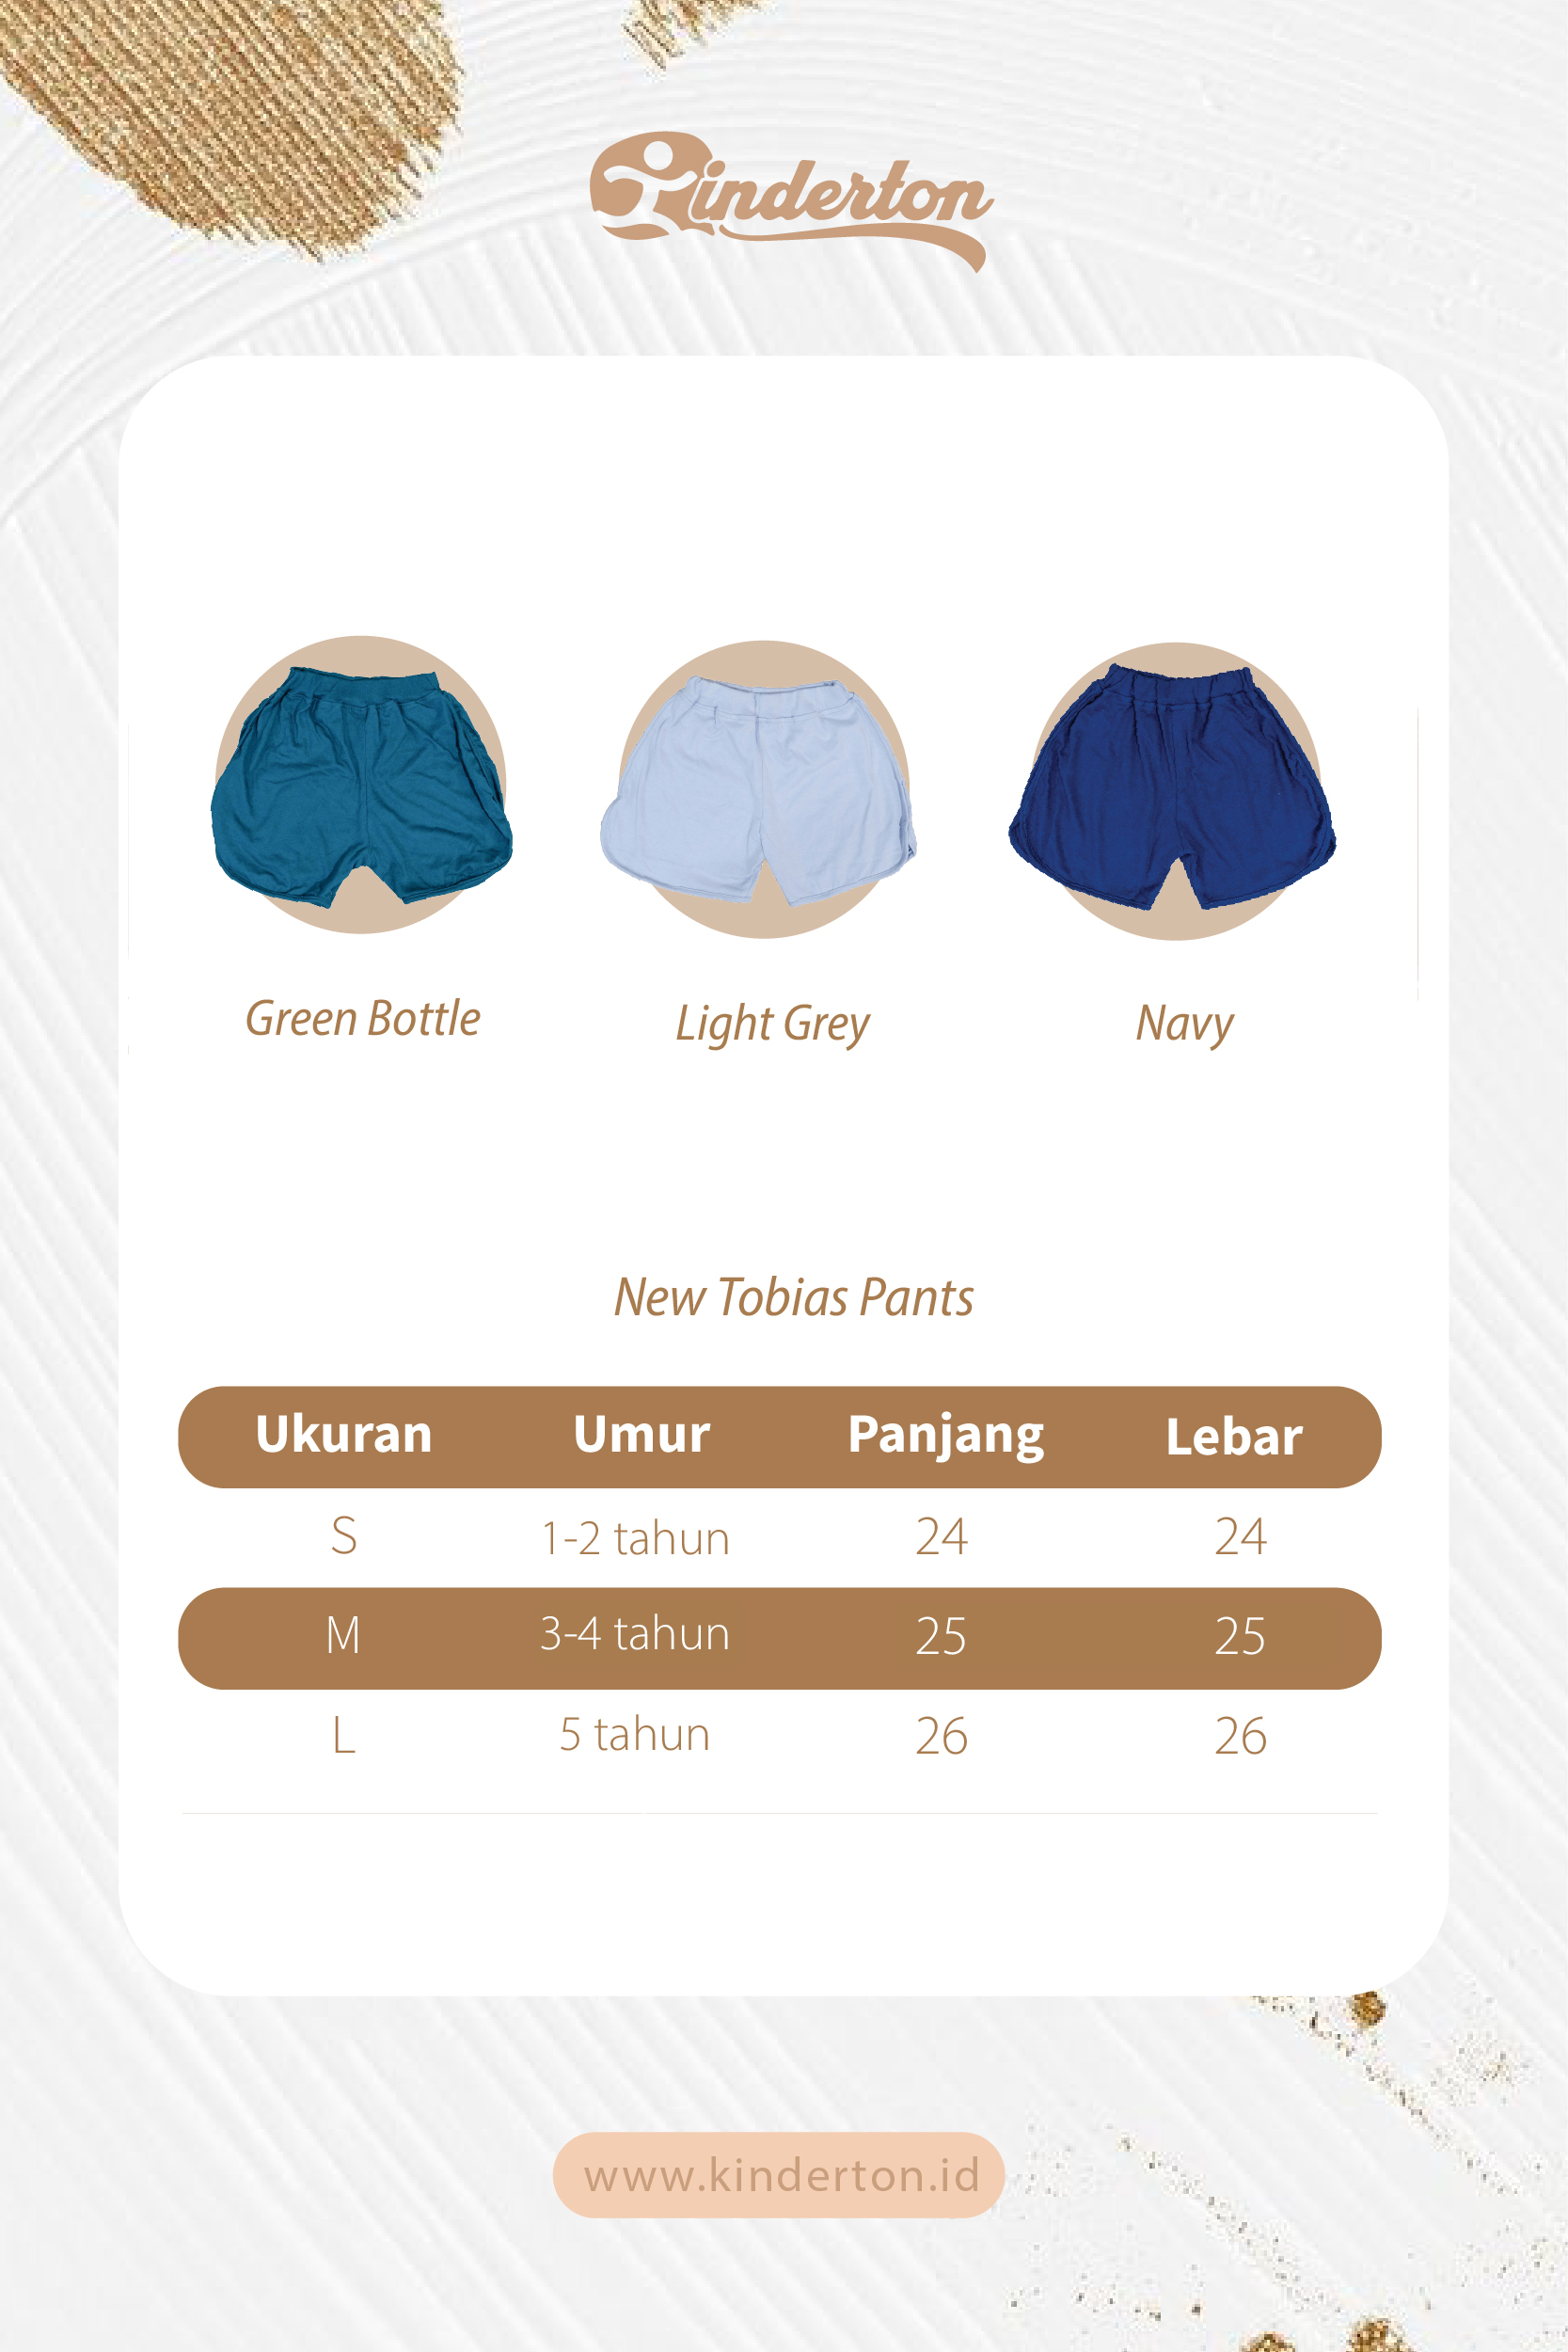 Kinderton
Green Bottle
Light Grey
Navy
New Tobias Pants
Ukuran Umur Panjang Lebar
S 1-2 tahun 24 24
M 3-4 tahun 25 25
L 5 tahun 26 26
www.kinderton.id